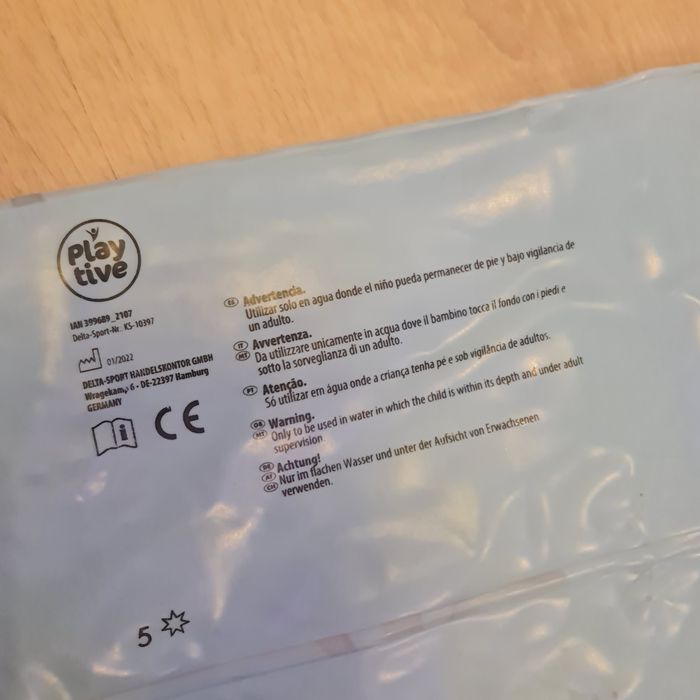 Play
tive
IAN 399689_2107
Delta-Sport-Nr.: KS-10397
01/2022
DELTA-SPORT HANDELSKONTOR GMBH
Wragekamp 6 • DE-22397 Hamburg
GERMANY
i
CE
ES Advertencia.
Utilizar solo en agua donde el niño pueda permanecer de pie y bajo vigilancia de
un adulto.
IT Avvertenza.
MT Da utilizzare unicamente in acqua dove il bambino tocca il fondo con i piedi e
sotto la sorveglianza di un adulto.
PT Atenção.
Só utilizar em água onde a criança tenha pé e sob vigilância de adultos.
GB Warning.
MT Only to be used in water in which the child is within its depth and under adult
supervision
DE Achtung!
AT Nur im flachen Wasser und unter der Aufsicht von Erwachsenen
CH verwenden.
5